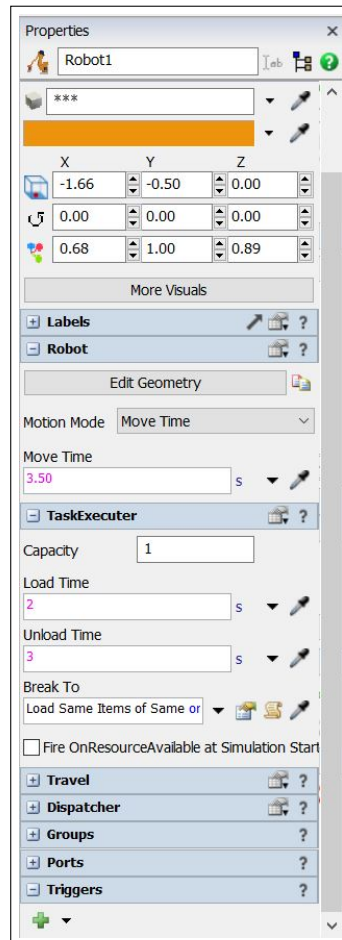 Properties ×
Robot1 Iab ?
***
X Y Z
-1.66 -0.50 0.00
0.00 0.00 0.00
0.68 1.00 0.89
More Visuals
Labels ?
Robot ?
Edit Geometry
Motion Mode Move Time
Move Time
3.50 s
TaskExecuter ?
Capacity 1
Load Time
2 s
Unload Time
3 s
Break To
Load Same Items of Same or
Fire OnResourceAvailable at Simulation Start
Travel ?
Dispatcher ?
Groups ?
Ports ?
Triggers ?